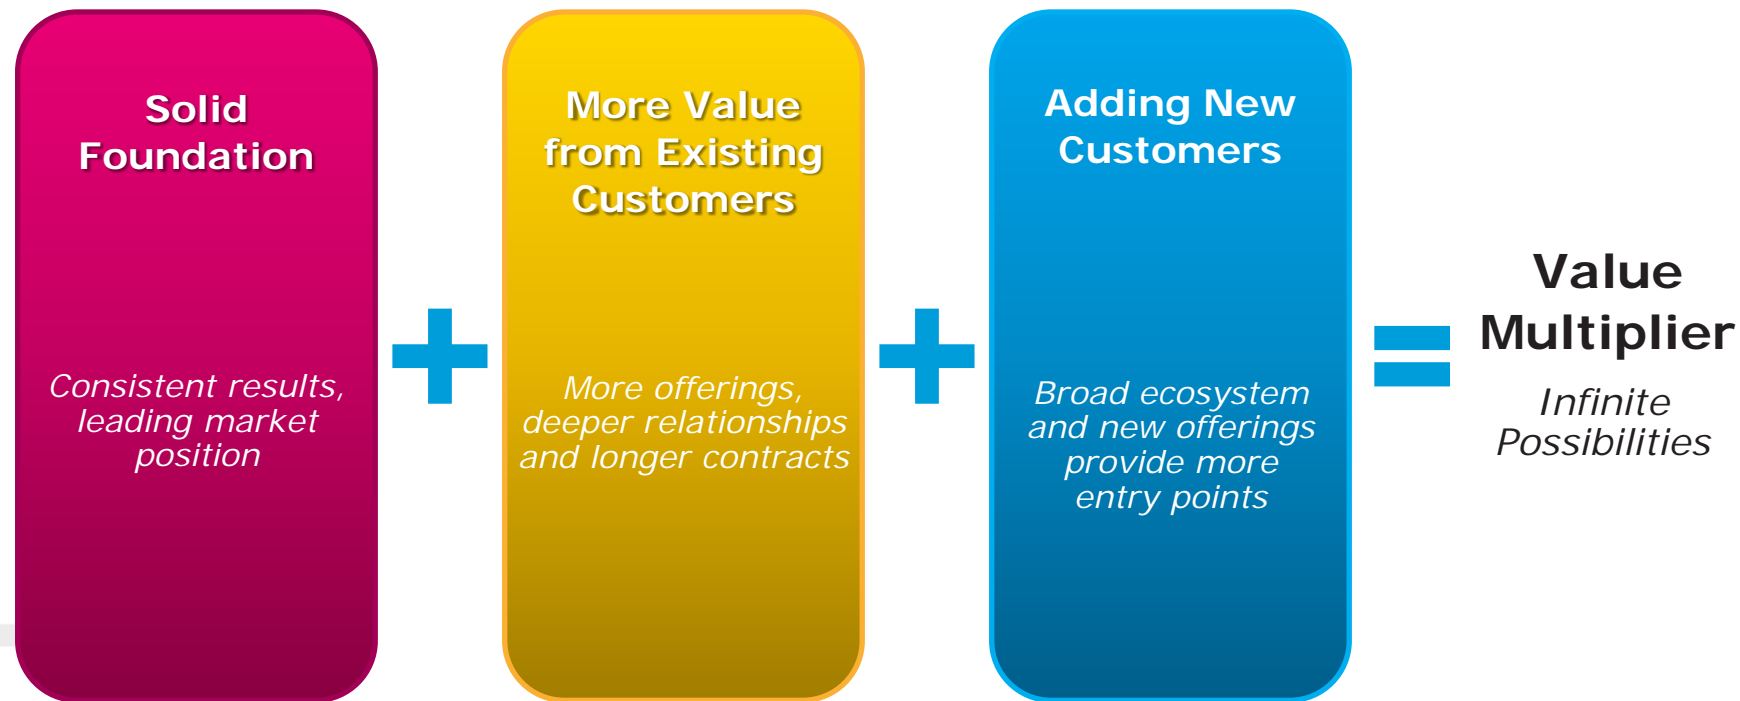 Solid
Foundation
Consistent results,
leading market
position
More Value
from Existing
Customers
More offerings,
deeper relationships
and longer contracts
Adding New
Customers
Broad ecosystem
and new offerings
provide more
entry points
Value
Multiplier
Infinite
Possibilities